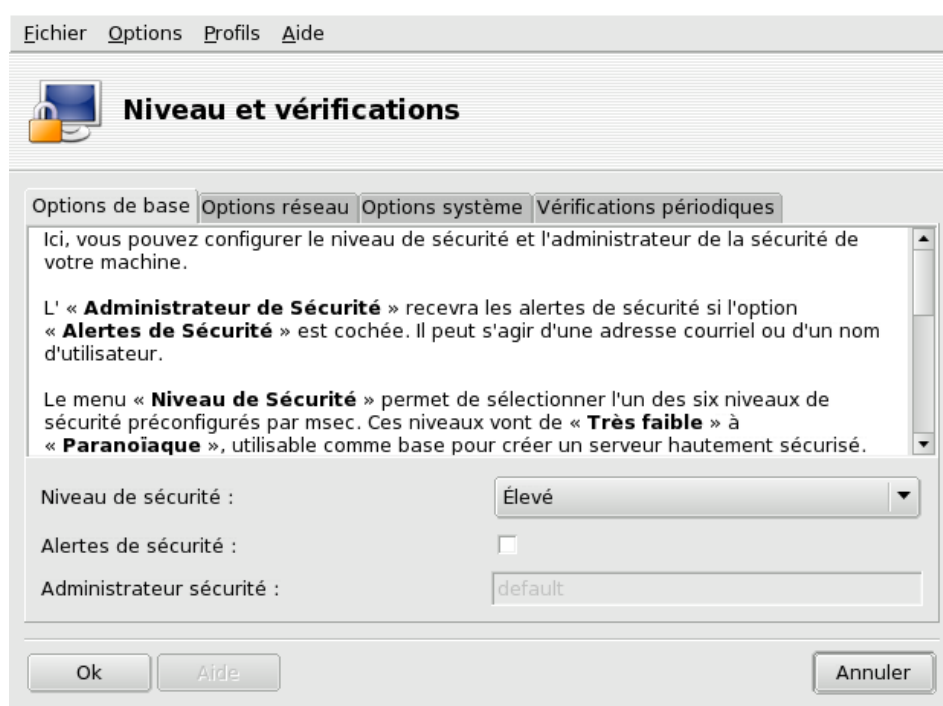 Fichier Options Profils Aide
Niveau et vérifications
Options de base Options réseau Options système Vérifications périodiques
Ici, vous pouvez configurer le niveau de sécurité et l'administrateur de la sécurité de
votre machine.
L' « Administrateur de Sécurité » recevra les alertes de sécurité si l'option
« Alertes de Sécurité » est cochée. Il peut s'agir d'une adresse courriel ou d'un nom
d'utilisateur.
Le menu « Niveau de Sécurité » permet de sélectionner l'un des six niveaux de
sécurité préconfigurés par msec. Ces niveaux vont de « Très faible » à
« Paranoïaque », utilisable comme base pour créer un serveur hautement sécurisé.
Niveau de sécurité : Élevé
Alertes de sécurité :
Administrateur sécurité : default
Ok Aide Annuler